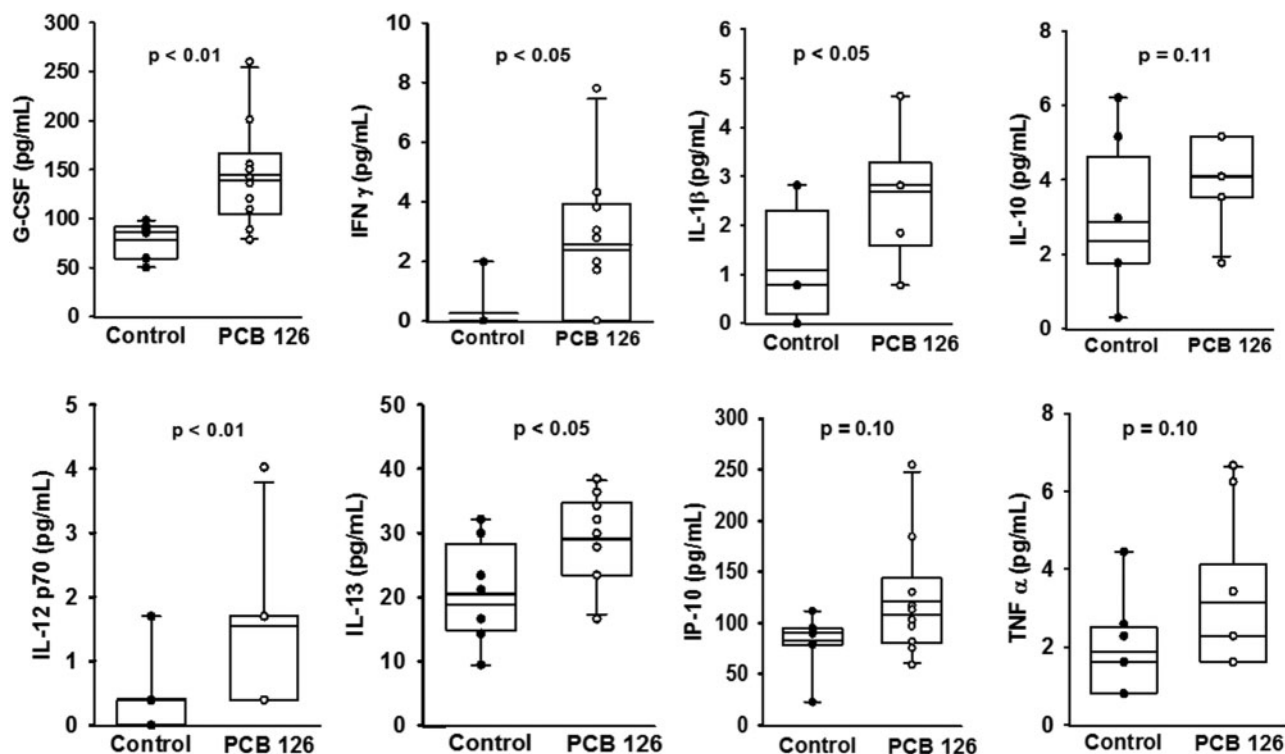 G-CSF (pg/mL)
300
250
200
150
100
50
0
p < 0.01
Control
PCB 126
IFN γ (pg/mL)
10
8
6
4
2
0
p < 0.05
Control
PCB 126
IL-1β (pg/mL)
6
5
4
3
2
1
0
p < 0.05
Control
PCB 126
IL-10 (pg/mL)
8
6
4
2
0
p = 0.11
Control
PCB 126
IL-12 p70 (pg/mL)
5
4
3
2
1
0
p < 0.01
Control
PCB 126
IL-13 (pg/mL)
50
40
30
20
10
0
p < 0.05
Control
PCB 126
IP-10 (pg/mL)
300
250
200
150
100
50
0
p = 0.10
Control
PCB 126
TNF α (pg/mL)
8
6
4
2
0
p = 0.10
Control
PCB 126